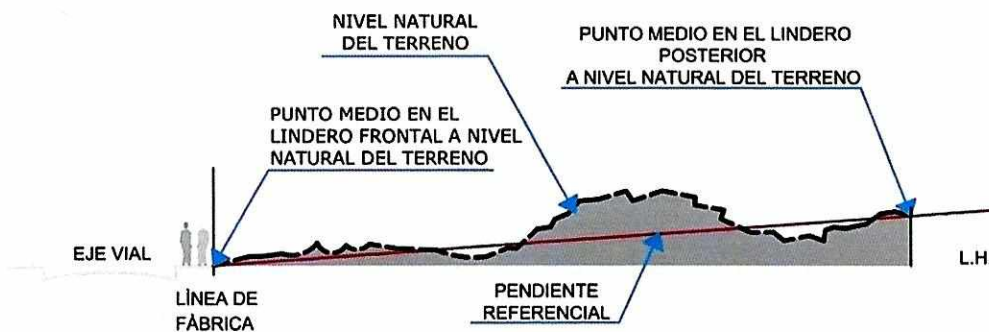 NIVEL NATURAL
DEL TERRENO
PUNTO MEDIO EN EL LINDERO
POSTERIOR
A NIVEL NATURAL DEL TERRENO
PUNTO MEDIO EN EL
LINDERO FRONTAL A NIVEL
NATURAL DEL TERRENO
EJE VIAL
L.H.
LÌNEA DE
FÀBRICA
PENDIENTE
REFERENCIAL